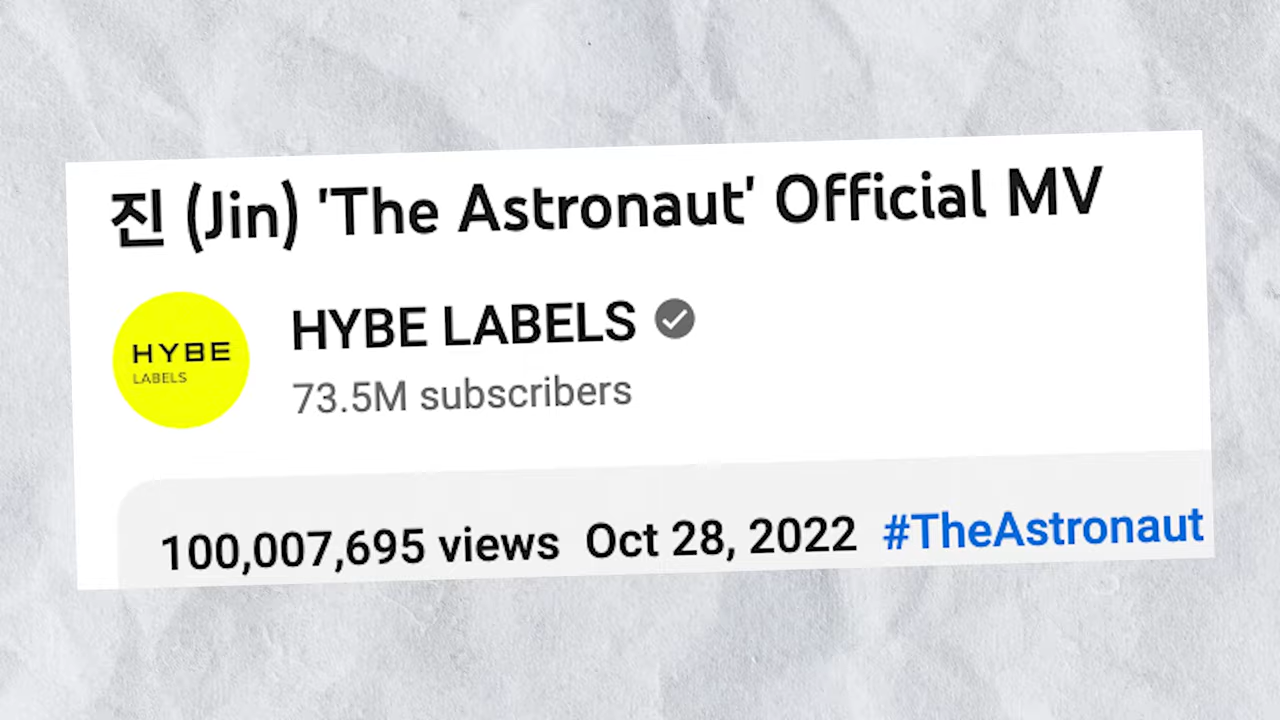 진 (Jin) 'The Astronaut' Official MV
HYBE
LABELS
HYBE LABELS
73.5M subscribers
100,007,695 views Oct 28, 2022 #TheAstronaut